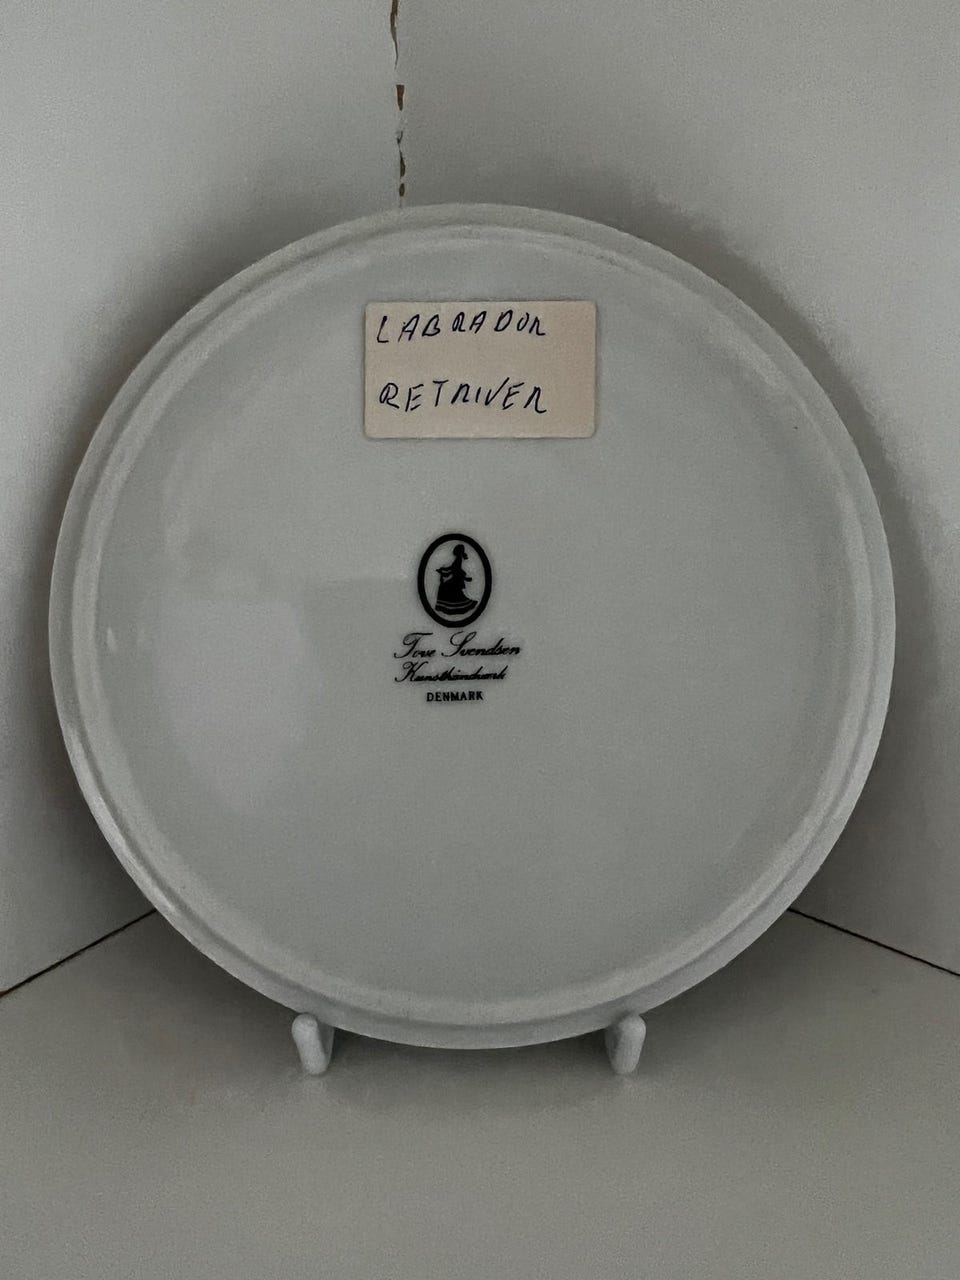 LABRADOR
RETRIVER
Tove Svendsen
Kunsthåndværk
DENMARK